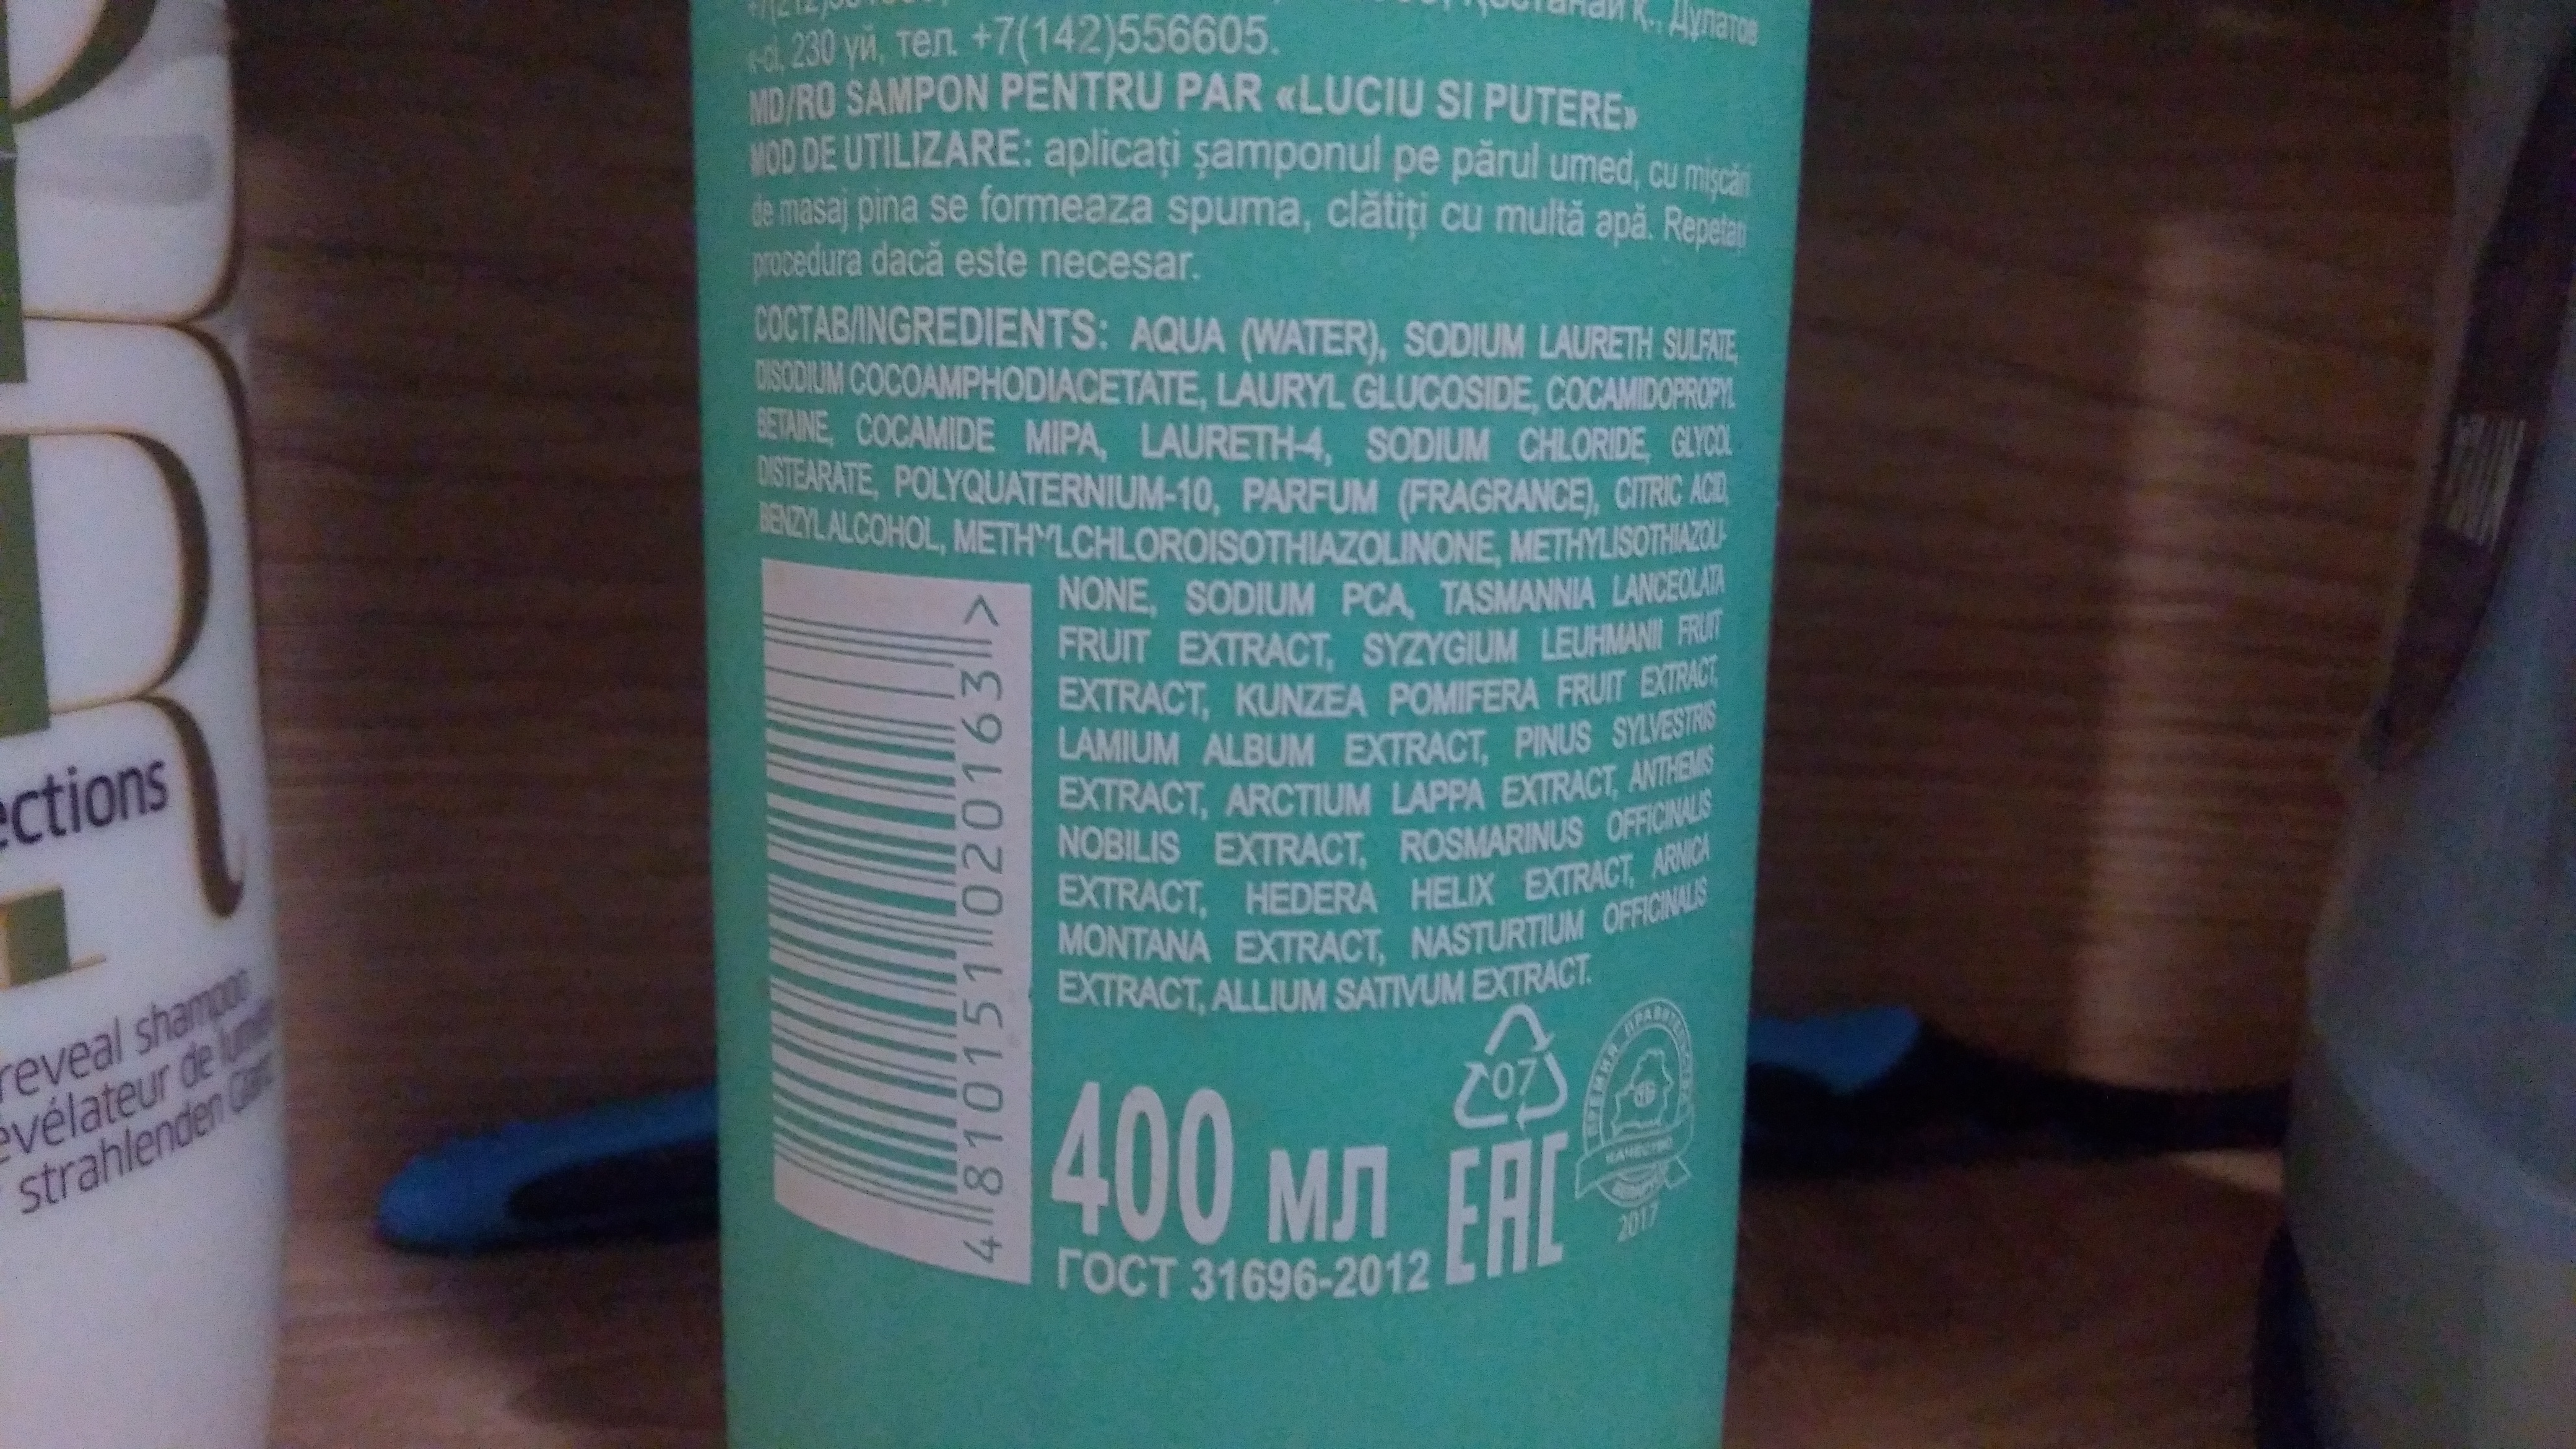 к-сі, 230 үй, тел. +7(142)556605.
MD/RO SAMPON PENTRU PAR «LUCIU SI PUTERE»
MOD DE UTILIZARE: aplicați șamponul pe părul umed, cu mișcări
de masaj pina se formeaza spuma, clătiți cu multă apă. Repetați
procedura dacă este necesar.
СОСТАВ/INGREDIENTS: AQUA (WATER), SODIUM LAURETH SULFATE,
DISODIUM COCOAMPHODIACETATE, LAURYL GLUCOSIDE, COCAMIDOPROPYL
BETAINE, COCAMIDE MIPA, LAURETH-4, SODIUM CHLORIDE, GLYCOL
DISTEARATE, POLYQUATERNIUM-10, PARFUM (FRAGRANCE), CITRIC ACID,
BENZYL ALCOHOL, METHYLCHLOROISOTHIAZOLINONE, METHYLISOTHIAZOLI-
NONE, SODIUM PCA, TASMANNIA LANCEOLATA
FRUIT EXTRACT, SYZYGIUM LEUHMANII FRUIT
EXTRACT, KUNZEA POMIFERA FRUIT EXTRACT,
LAMIUM ALBUM EXTRACT, PINUS SYLVESTRIS
EXTRACT, ARCTIUM LAPPA EXTRACT, ANTHEMIS
NOBILIS EXTRACT, ROSMARINUS OFFICINALIS
EXTRACT, HEDERA HELIX EXTRACT, ARNICA
MONTANA EXTRACT, NASTURTIUM OFFICINALIS
EXTRACT, ALLIUM SATIVUM EXTRACT.
4 810151 020163 >
07
400 МЛ
EAC
ГОСТ 31696-2012
ПРЕМИЯ ПРАВИТЕЛЬСТВА
КАЧЕСТВО
2017
ections
reveal shampoo
évélateur de
strahlenden